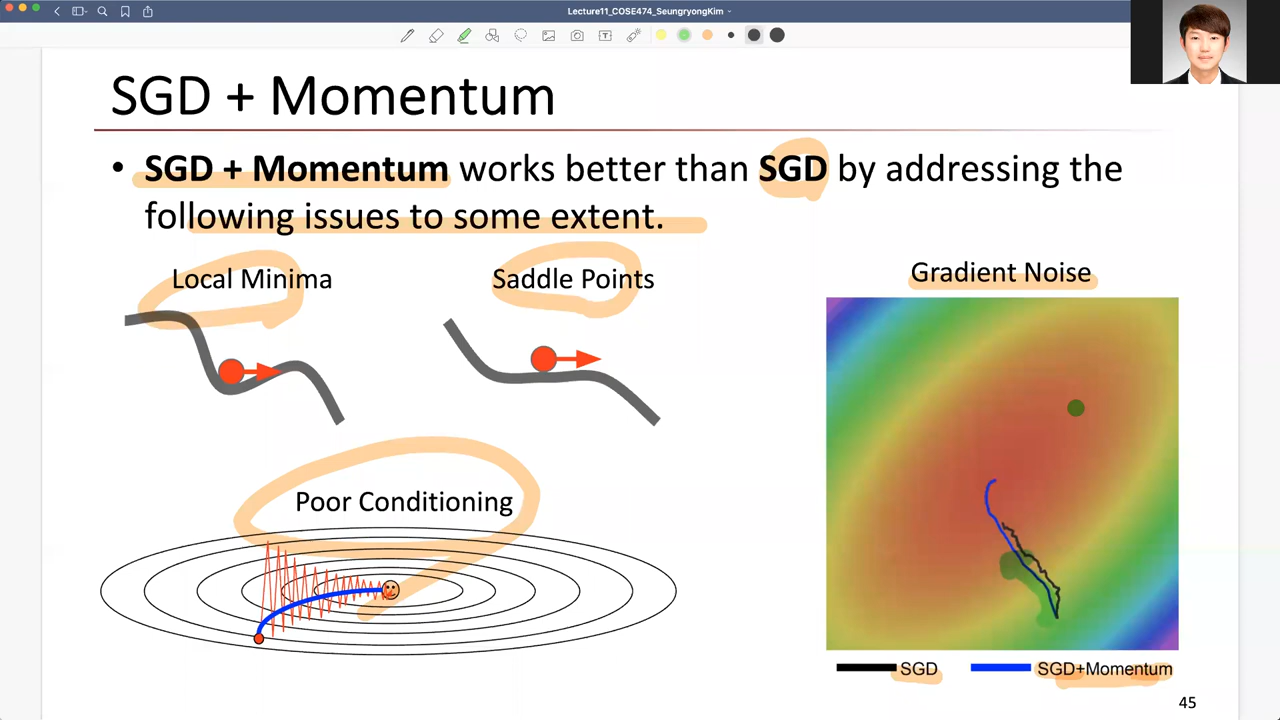 Lecture11_COSE474_SeungryongKim
SGD + Momentum
• SGD + Momentum works better than SGD by addressing the
following issues to some extent.
Local Minima
Saddle Points
Gradient Noise
Poor Conditioning
SGD
SGD+Momentum
45